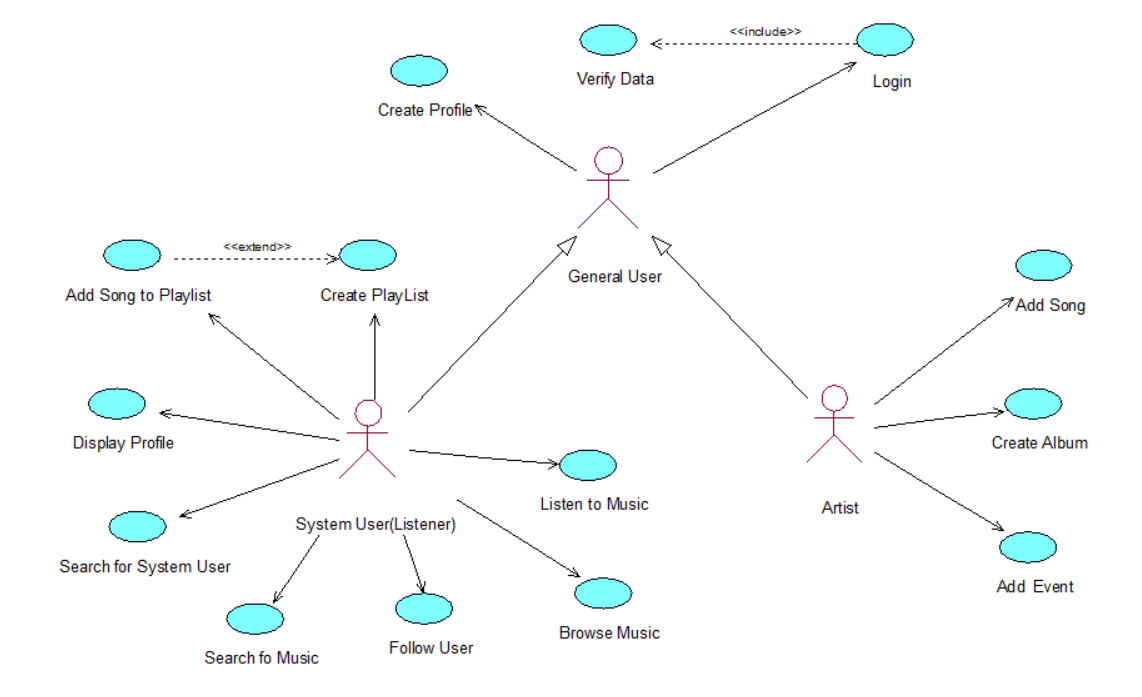 <<include>>
Verify Data
Login
Create Profile
<<extend>>
General User
Add Song to Playlist
Create PlayList
Add Song
Display Profile
Create Album
Listen to Music
Artist
System User(Listener)
Search for System User
Add Event
Browse Music
Follow User
Search fo Music